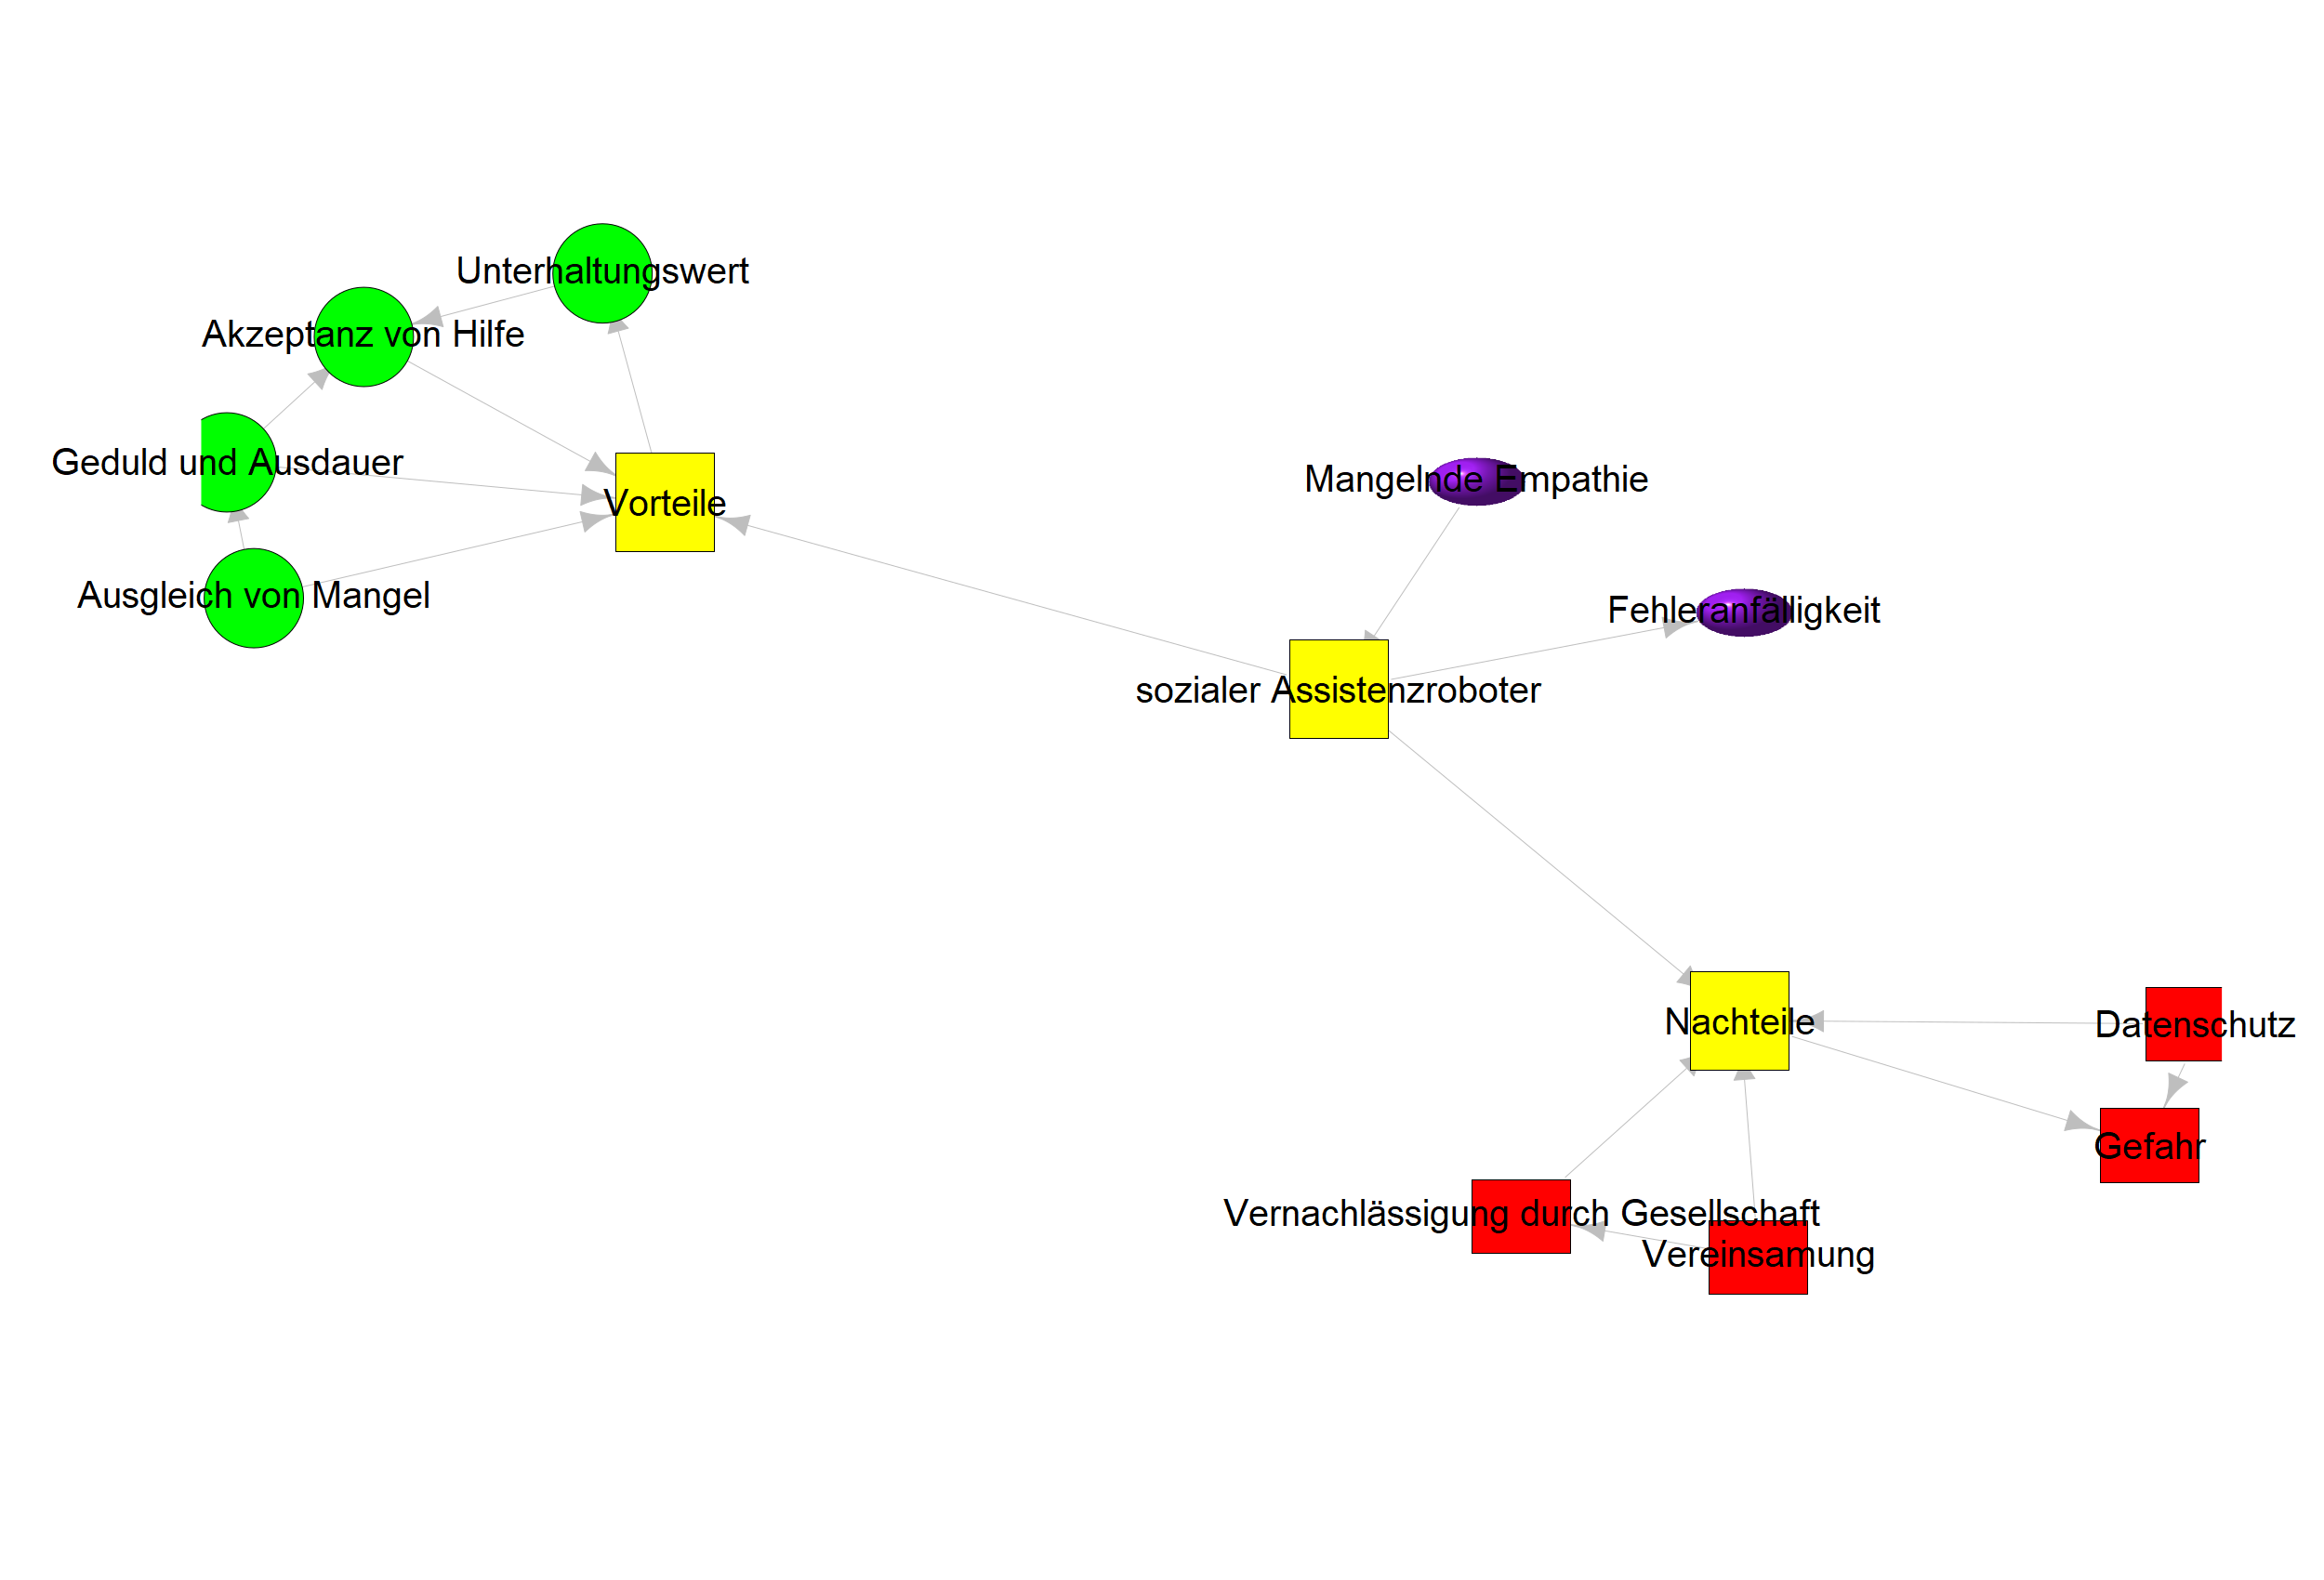 Unterhaltungswert
Akzeptanz von Hilfe
Geduld und Ausdauer
Vorteile
Ausgleich von Mangel
Mangelnde Empathie
Fehleranfälligkeit
sozialer Assistenzroboter
Nachteile
Datenschutz
Gefahr
Vernachlässigung durch Gesellschaft
Vereinsamung